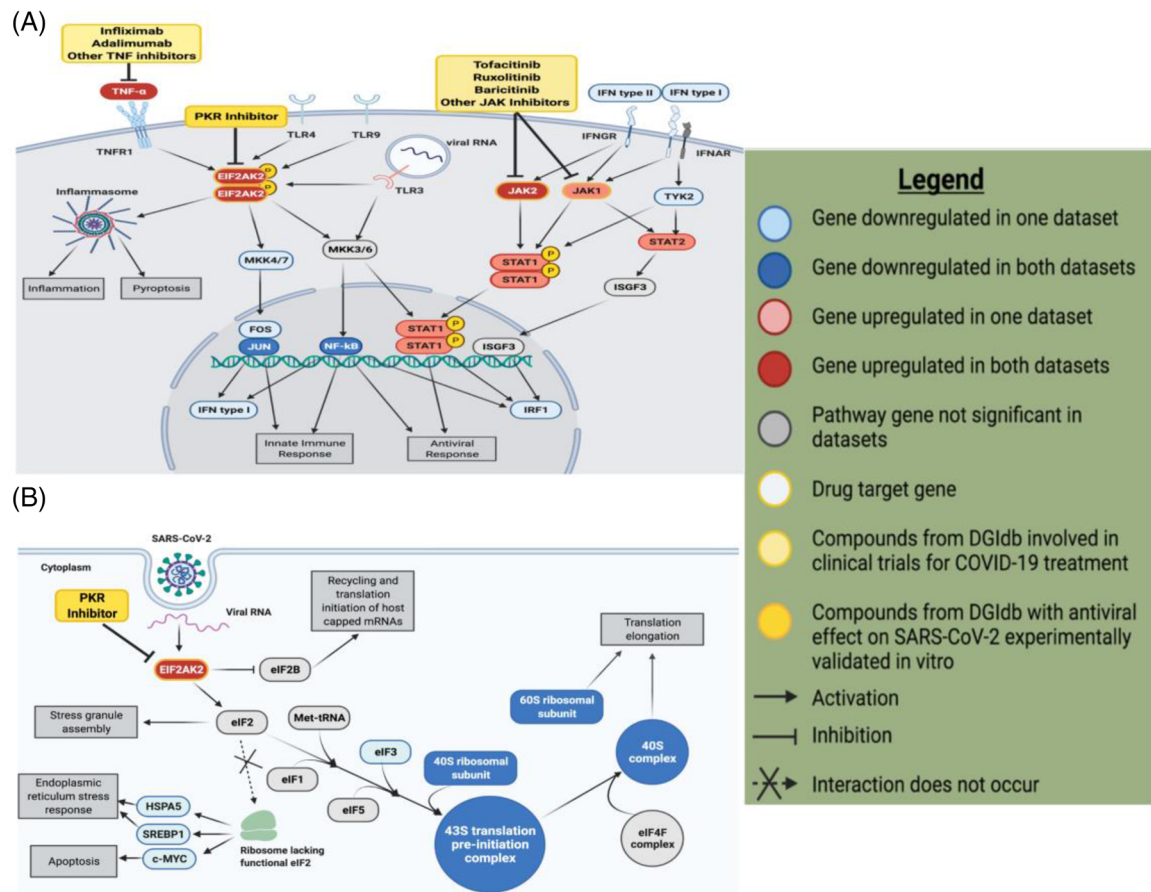 (A)
Infliximab
Adalimumab
Other TNF inhibitors
TNF-α
TNFR1
PKR Inhibitor
TLR4
TLR9
viral RNA
TLR3
Tofacitinib
Ruxolitinib
Baricitinib
Other JAK Inhibitors
IFN type II
IFN type I
IFNGR
IFNAR
EIF2AK2
P
EIF2AK2
P
Inflammasome
Inflammation
Pyroptosis
MKK4/7
MKK3/6
JAK2
JAK1
TYK2
STAT2
STAT1
P
STAT1
P
ISGF3
FOS
JUN
NF-kB
STAT1
P
STAT1
P
ISGF3
IFN type I
IRF1
Innate Immune
Response
Antiviral
Response
Legend
Gene downregulated in one dataset
Gene downregulated in both datasets
Gene upregulated in one dataset
Gene upregulated in both datasets
Pathway gene not significant in
datasets
Drug target gene
Compounds from DGIdb involved in
clinical trials for COVID-19 treatment
Compounds from DGIdb with antiviral
effect on SARS-CoV-2 experimentally
validated in vitro
Activation
Inhibition
Interaction does not occur
(B)
SARS-CoV-2
Cytoplasm
PKR
Inhibitor
Viral RNA
Recycling and
translation
initiation of host
capped mRNAs
EIF2AK2
eIF2B
Stress granule
assembly
eIF2
Met-tRNA
eIF1
eIF3
eIF5
40S ribosomal
subunit
43S translation
pre-initiation
complex
60S ribosomal
subunit
Translation
elongation
40S
complex
eIF4F
complex
Endoplasmic
reticulum stress
response
HSPA5
SREBP1
c-MYC
Apoptosis
Ribosome lacking
functional eIF2